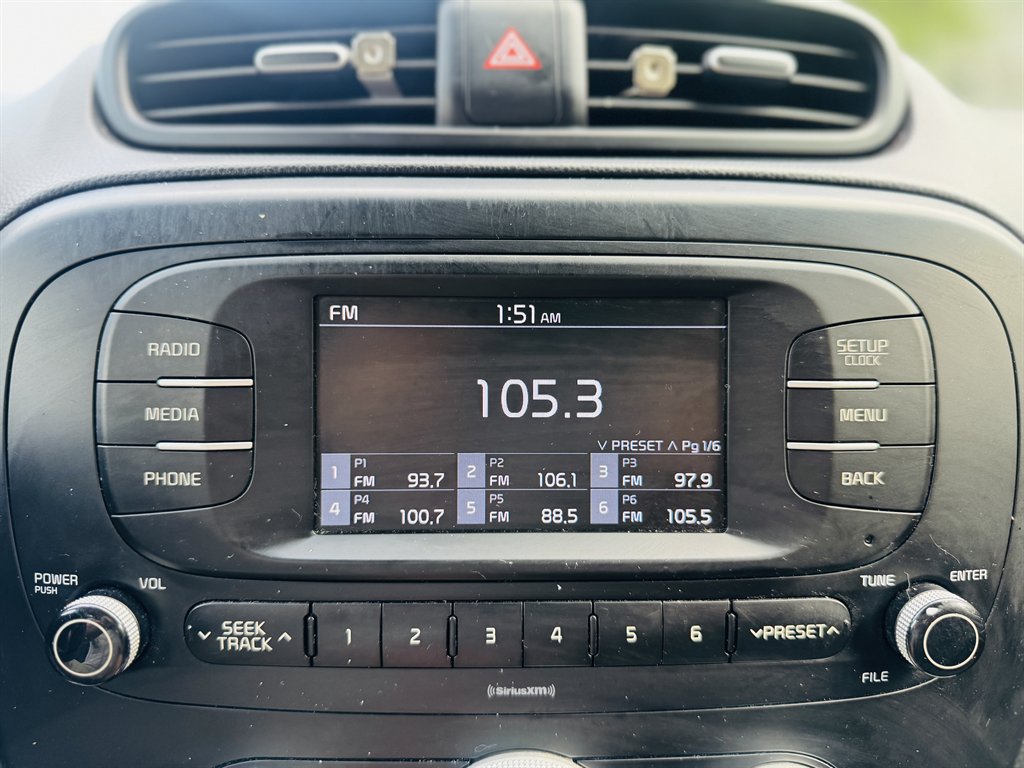 FM 1:51 AM
105.3
∨ PRESET ∧ Pg 1/6
1 P1 FM 93.7 2 P2 FM 106.1 3 P3 FM 97.9
4 P4 FM 100.7 5 P5 FM 88.5 6 P6 FM 105.5
RADIO
MEDIA
PHONE
SETUP
CLOCK
MENU
BACK
POWER
PUSH
VOL
SEEK
TRACK
1 2 3 4 5 6
PRESET
TUNE
ENTER
FILE
((SiriusXM))